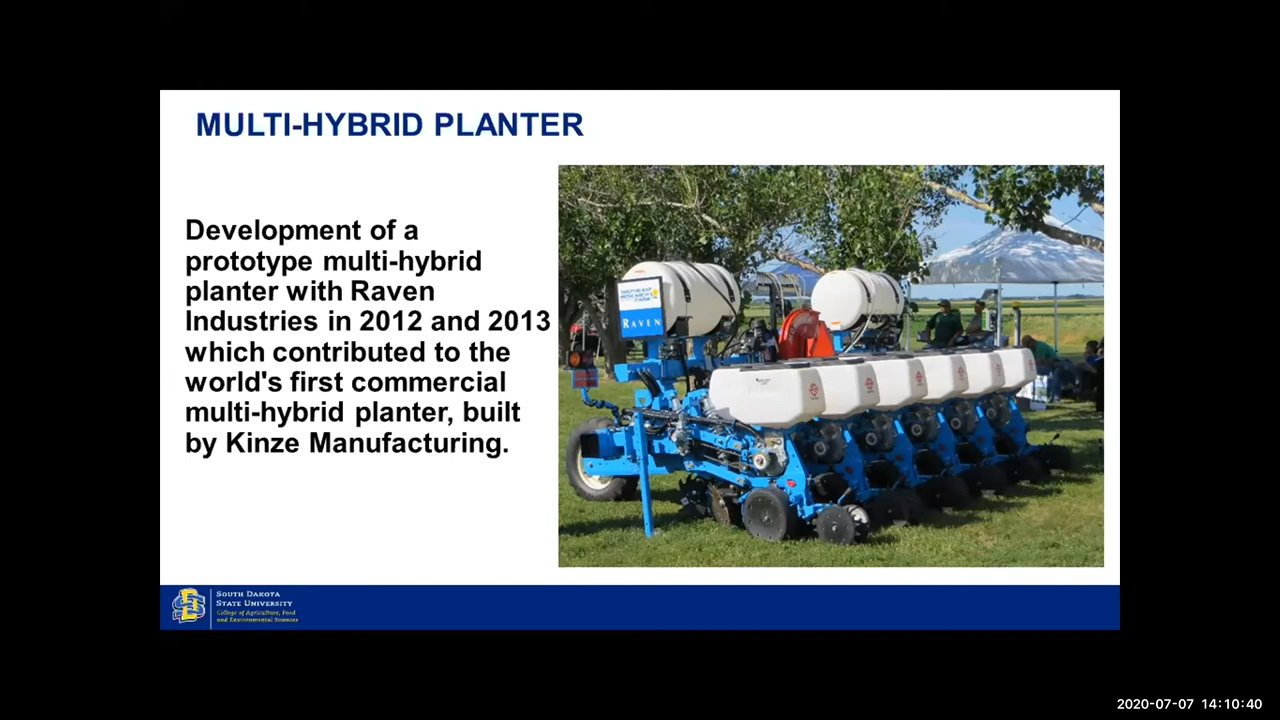 MULTI-HYBRID PLANTER
Development of a
prototype multi-hybrid
planter with Raven
Industries in 2012 and 2013
which contributed to the
world's first commercial
multi-hybrid planter, built
by Kinze Manufacturing.
RAVEN
SOUTH DAKOTA
STATE UNIVERSITY
College of Agriculture, Food
and Environmental Sciences
2020-07-07 14:10:40